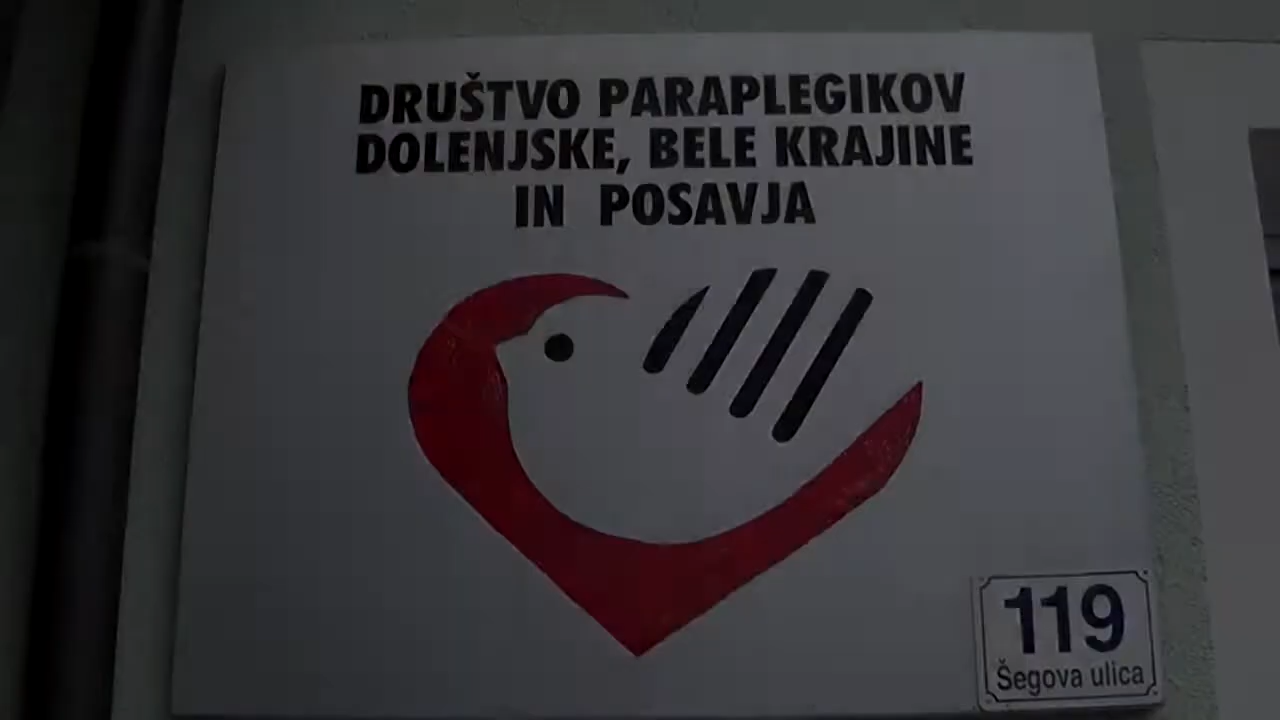 DRUŠTVO PARAPLEGIKOV
DOLENJSKE, BELE KRAJINE
IN POSAVJA
119
Šegova ulica